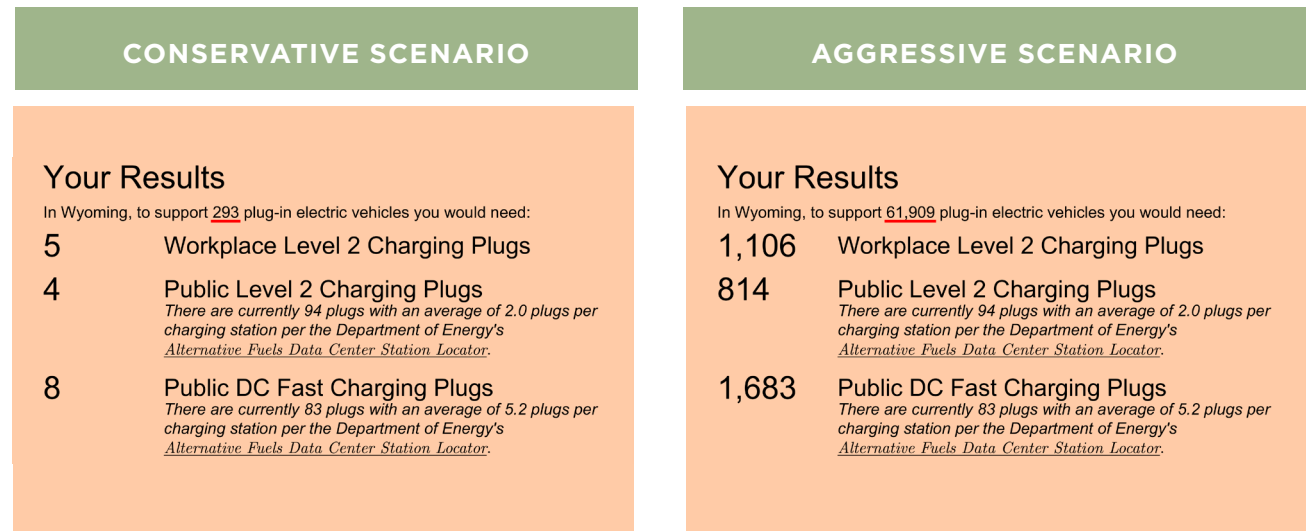 CONSERVATIVE SCENARIO
Your Results
In Wyoming, to support 293 plug-in electric vehicles you would need:
5 Workplace Level 2 Charging Plugs
4 Public Level 2 Charging Plugs
There are currently 94 plugs with an average of 2.0 plugs per
charging station per the Department of Energy's
Alternative Fuels Data Center Station Locator.
8 Public DC Fast Charging Plugs
There are currently 83 plugs with an average of 5.2 plugs per
charging station per the Department of Energy's
Alternative Fuels Data Center Station Locator.
AGGRESSIVE SCENARIO
Your Results
In Wyoming, to support 61,909 plug-in electric vehicles you would need:
1,106 Workplace Level 2 Charging Plugs
814 Public Level 2 Charging Plugs
There are currently 94 plugs with an average of 2.0 plugs per
charging station per the Department of Energy's
Alternative Fuels Data Center Station Locator.
1,683 Public DC Fast Charging Plugs
There are currently 83 plugs with an average of 5.2 plugs per
charging station per the Department of Energy's
Alternative Fuels Data Center Station Locator.